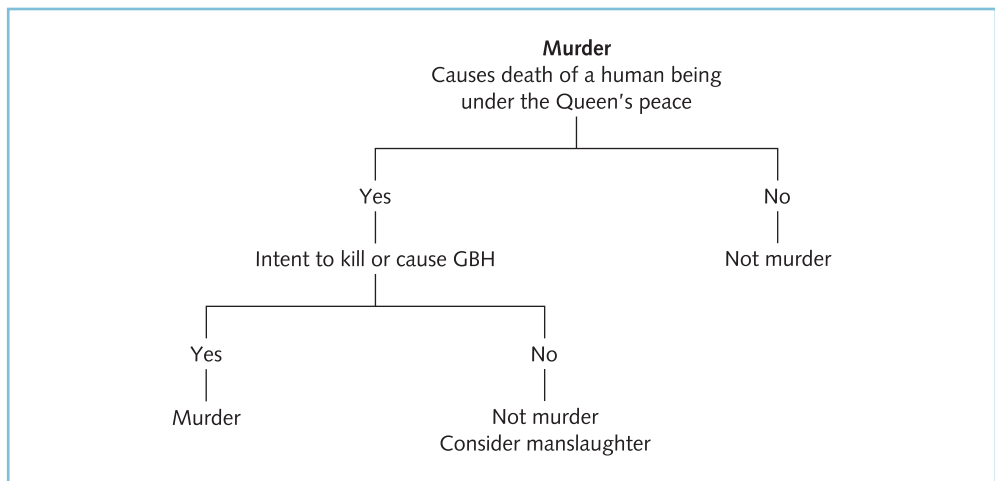 Murder
Causes death of a human being
under the Queen's peace
Yes
No
Intent to kill or cause GBH
Not murder
Yes
No
Murder
Not murder
Consider manslaughter